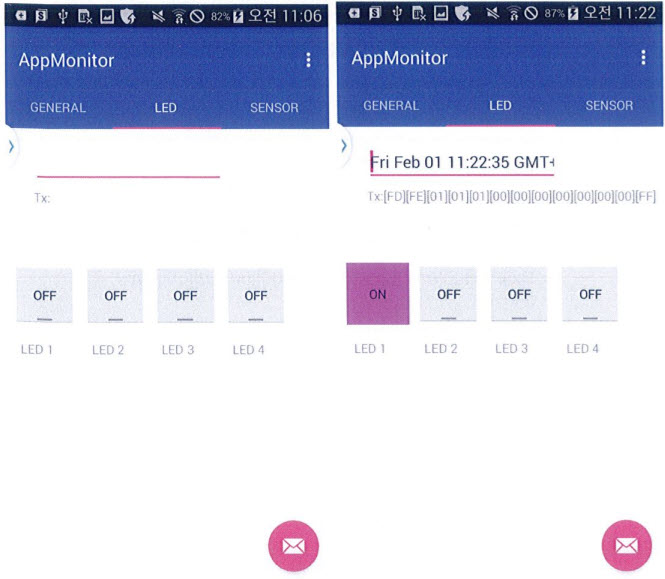 82% 오전 11:06
AppMonitor
GENERAL LED SENSOR
Tx:
OFF OFF OFF OFF
LED 1 LED 2 LED 3 LED 4
87% 오전 11:22
AppMonitor
GENERAL LED SENSOR
Fri Feb 01 11:22:35 GMT+
Tx:[FD][FE][01][01][01][00][00][00][00][00][00][00][FF]
ON OFF OFF OFF
LED 1 LED 2 LED 3 LED 4